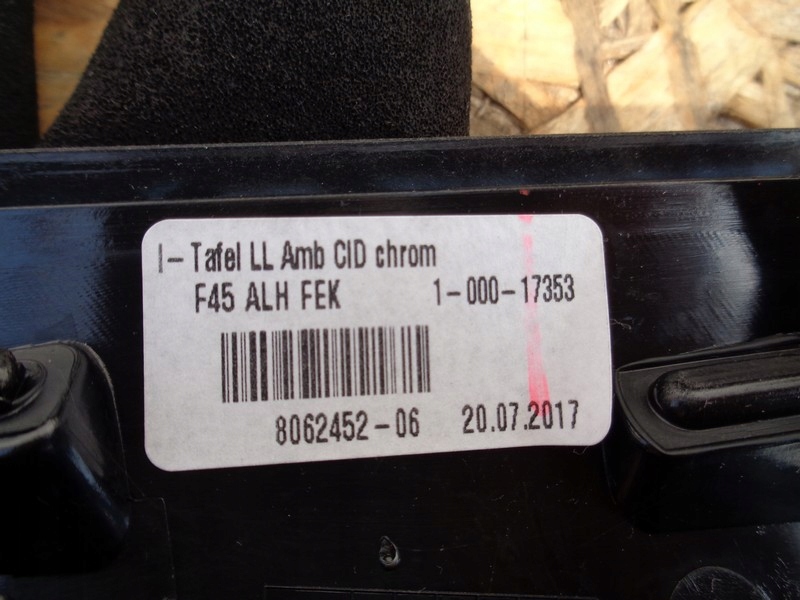 I-Tafel LL Amb CID chrom
F45 ALH FEK 1-000-17353
8062452-06 20.07.2017